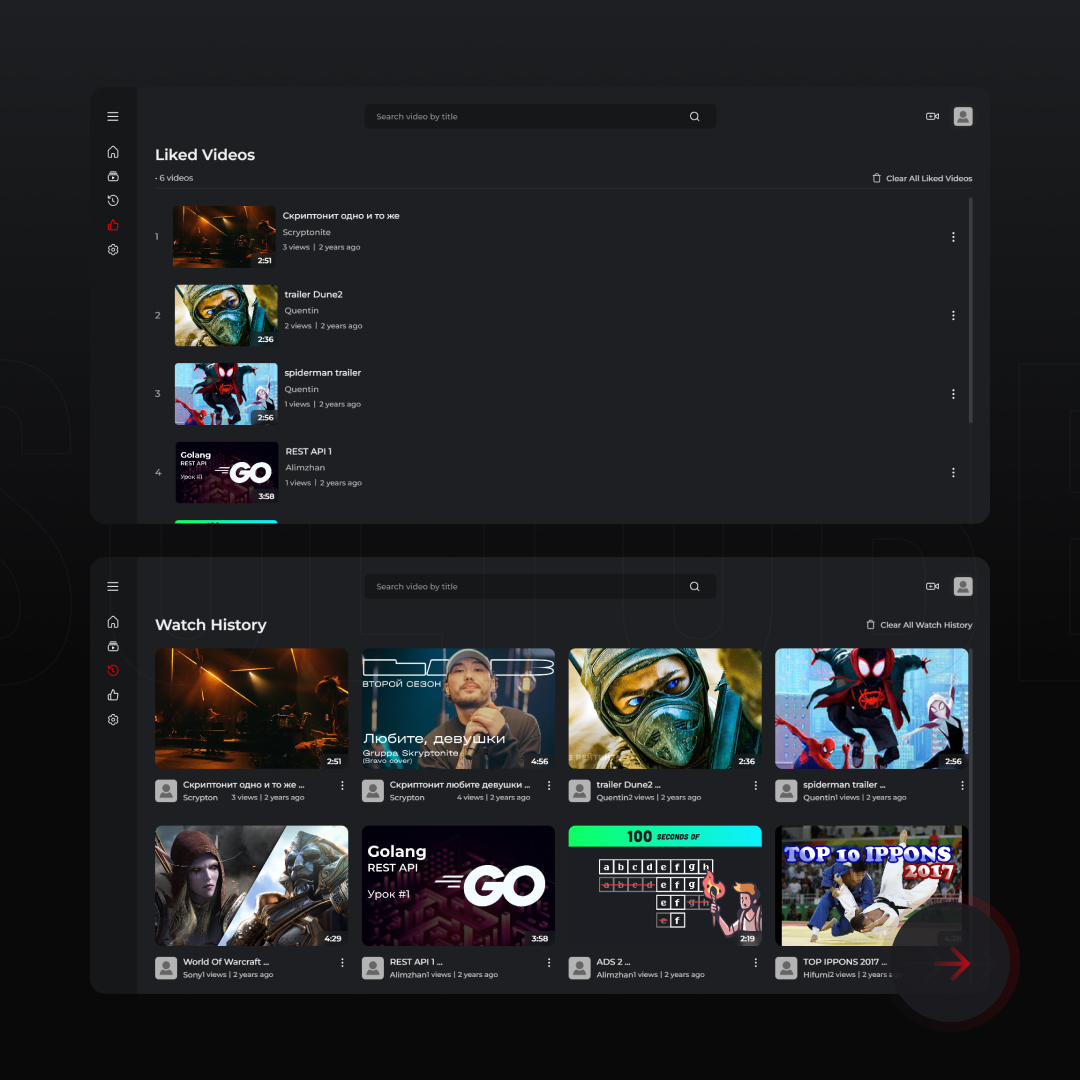 Search video by title
Liked Videos
• 6 videos
Clear All Liked Videos
1
Скриптонит одно и то же
Scryptonite
3 views | 2 years ago
2:51
2
trailer Dune2
Quentin
2 views | 2 years ago
2:36
3
spiderman trailer
Quentin
1 views | 2 years ago
2:56
4
Golang
REST API
Урок #1
GO
3:58
REST API 1
Alimzhan
1 views | 2 years ago
Search video by title
Watch History
Clear All Watch History
2:51
Скриптонит одно и то же ...
Scrypton 3 views | 2 years ago
ВТОРОЙ СЕЗОН
Любите, девушки
Gruppa Skryptonite
(Bravo cover)
4:56
Скриптонит любите девушки ...
Scrypton 4 views | 2 years ago
2:36
trailer Dune2 ...
Quentin2 views | 2 years ago
2:56
spiderman trailer ...
Quentin1 views | 2 years ago
4:29
World Of Warcraft ...
Sony1 views | 2 years ago
Golang
REST API
Урок #1
GO
3:58
REST API 1 ...
Alimzhan1 views | 2 years ago
100 SECONDS OF
a b c d e f g h
a b c d e f g h
e f g h
e f
2:19
ADS 2 ...
Alimzhan1 views | 2 years ago
TOP 10 IPPONS
2017
4:28
TOP IPPONS 2017 ...
Hifumi2 views | 2 years a